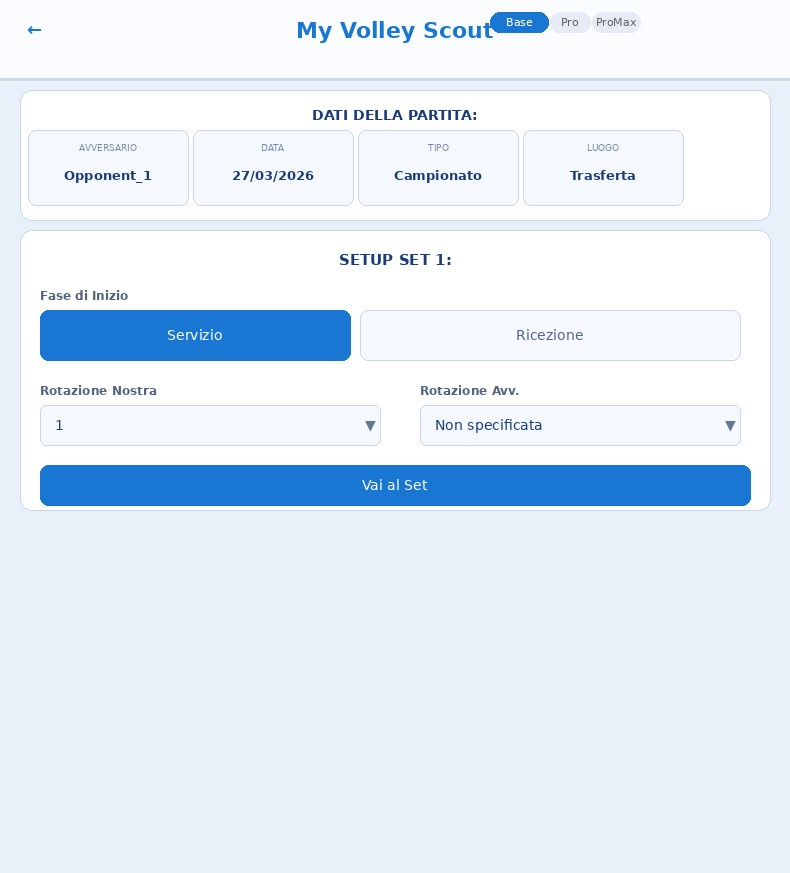 ←
My Volley Scout Base Pro ProMax
DATI DELLA PARTITA:
AVVERSARIO DATA TIPO LUOGO
Opponent_1 27/03/2026 Campionato Trasferta
SETUP SET 1:
Fase di Inizio
Servizio Ricezione
Rotazione Nostra Rotazione Avv.
1 ▼ Non specificata ▼
Vai al Set